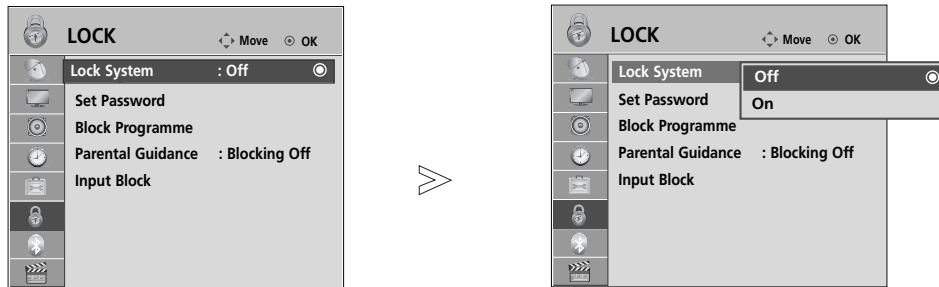 LOCK Move OK
Lock System : Off
Set Password
Block Programme
Parental Guidance : Blocking Off
Input Block
LOCK Move OK
Lock System Off
On
Set Password
Block Programme
Parental Guidance : Blocking Off
Input Block